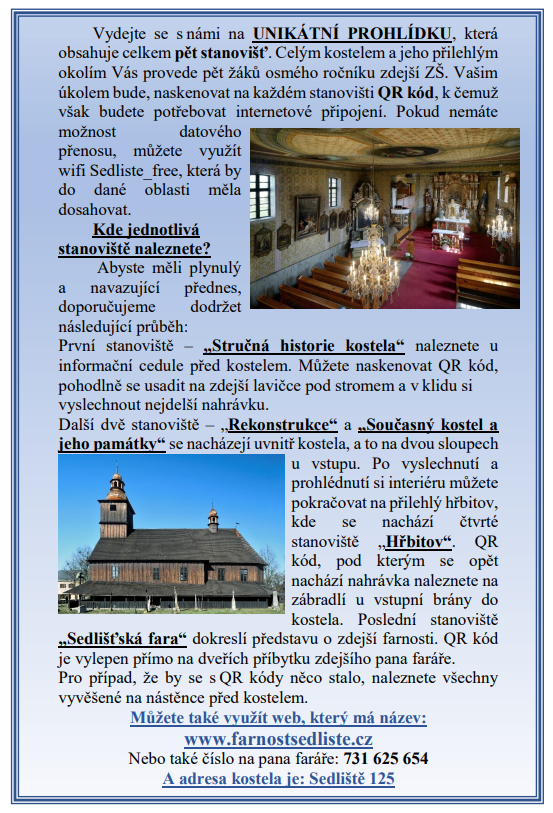 Vydejte se s námi na UNIKÁTNÍ PROHLÍDKU, která
obsahuje celkem pět stanovišť. Celým kostelem a jeho přilehlým
okolím Vás provede pět žáků osmého ročníku zdejší ZŠ. Vašim
úkolem bude, naskenovat na každém stanovišti QR kód, k čemuž
však budete potřebovat internetové připojení. Pokud nemáte
možnost datového
přenosu, můžete využít
wifi Sedliste_free, která by
do dané oblasti měla
dosahovat.
Kde jednotlivá
stanoviště naleznete?
Abyste měli plynulý
a navazující přednes,
doporučujeme dodržet
následující průběh:
První stanoviště – „Stručná historie kostela“ naleznete u
informační cedule před kostelem. Můžete naskenovat QR kód,
pohodlně se usadit na zdejší lavičce pod stromem a v klidu si
vyslechnout nejdelší nahrávku.
Další dvě stanoviště – „Rekonstrukce“ a „Současný kostel a
jeho památky“ se nacházejí uvnitř kostela, a to na dvou sloupech
u vstupu. Po vyslechnutí a
prohlédnutí si interiéru můžete
pokračovat na přilehlý hřbitov,
kde se nachází čtvrté
stanoviště „Hřbitov“. QR
kód, pod kterým se opět
nachází nahrávka naleznete na
zábradlí u vstupní brány do
kostela. Poslední stanoviště
„Sedlišťská fara“ dokreslí představu o zdejší farnosti. QR kód
je vylepen přímo na dveřích příbytku zdejšího pana faráře.
Pro případ, že by se s QR kódy něco stalo, naleznete všechny
vyvěšené na nástěnce před kostelem.
Můžete také využít web, který má název:
www.farnostsedliste.cz
Nebo také číslo na pana faráře: 731 625 654
A adresa kostela je: Sedliště 125